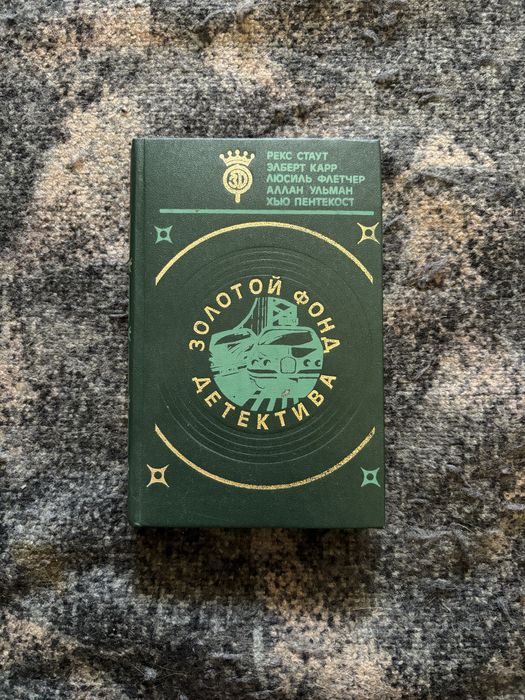 РЕКС СТАУТ
ЭЛБЕРТ КАРР
ЛЮСИЛЬ ФЛЕТЧЕР
АЛЛАН УЛЬМАН
ХЬЮ ПЕНТЕКОСТ
ЗОЛОТОЙ ФОНД
ДЕТЕКТИВА